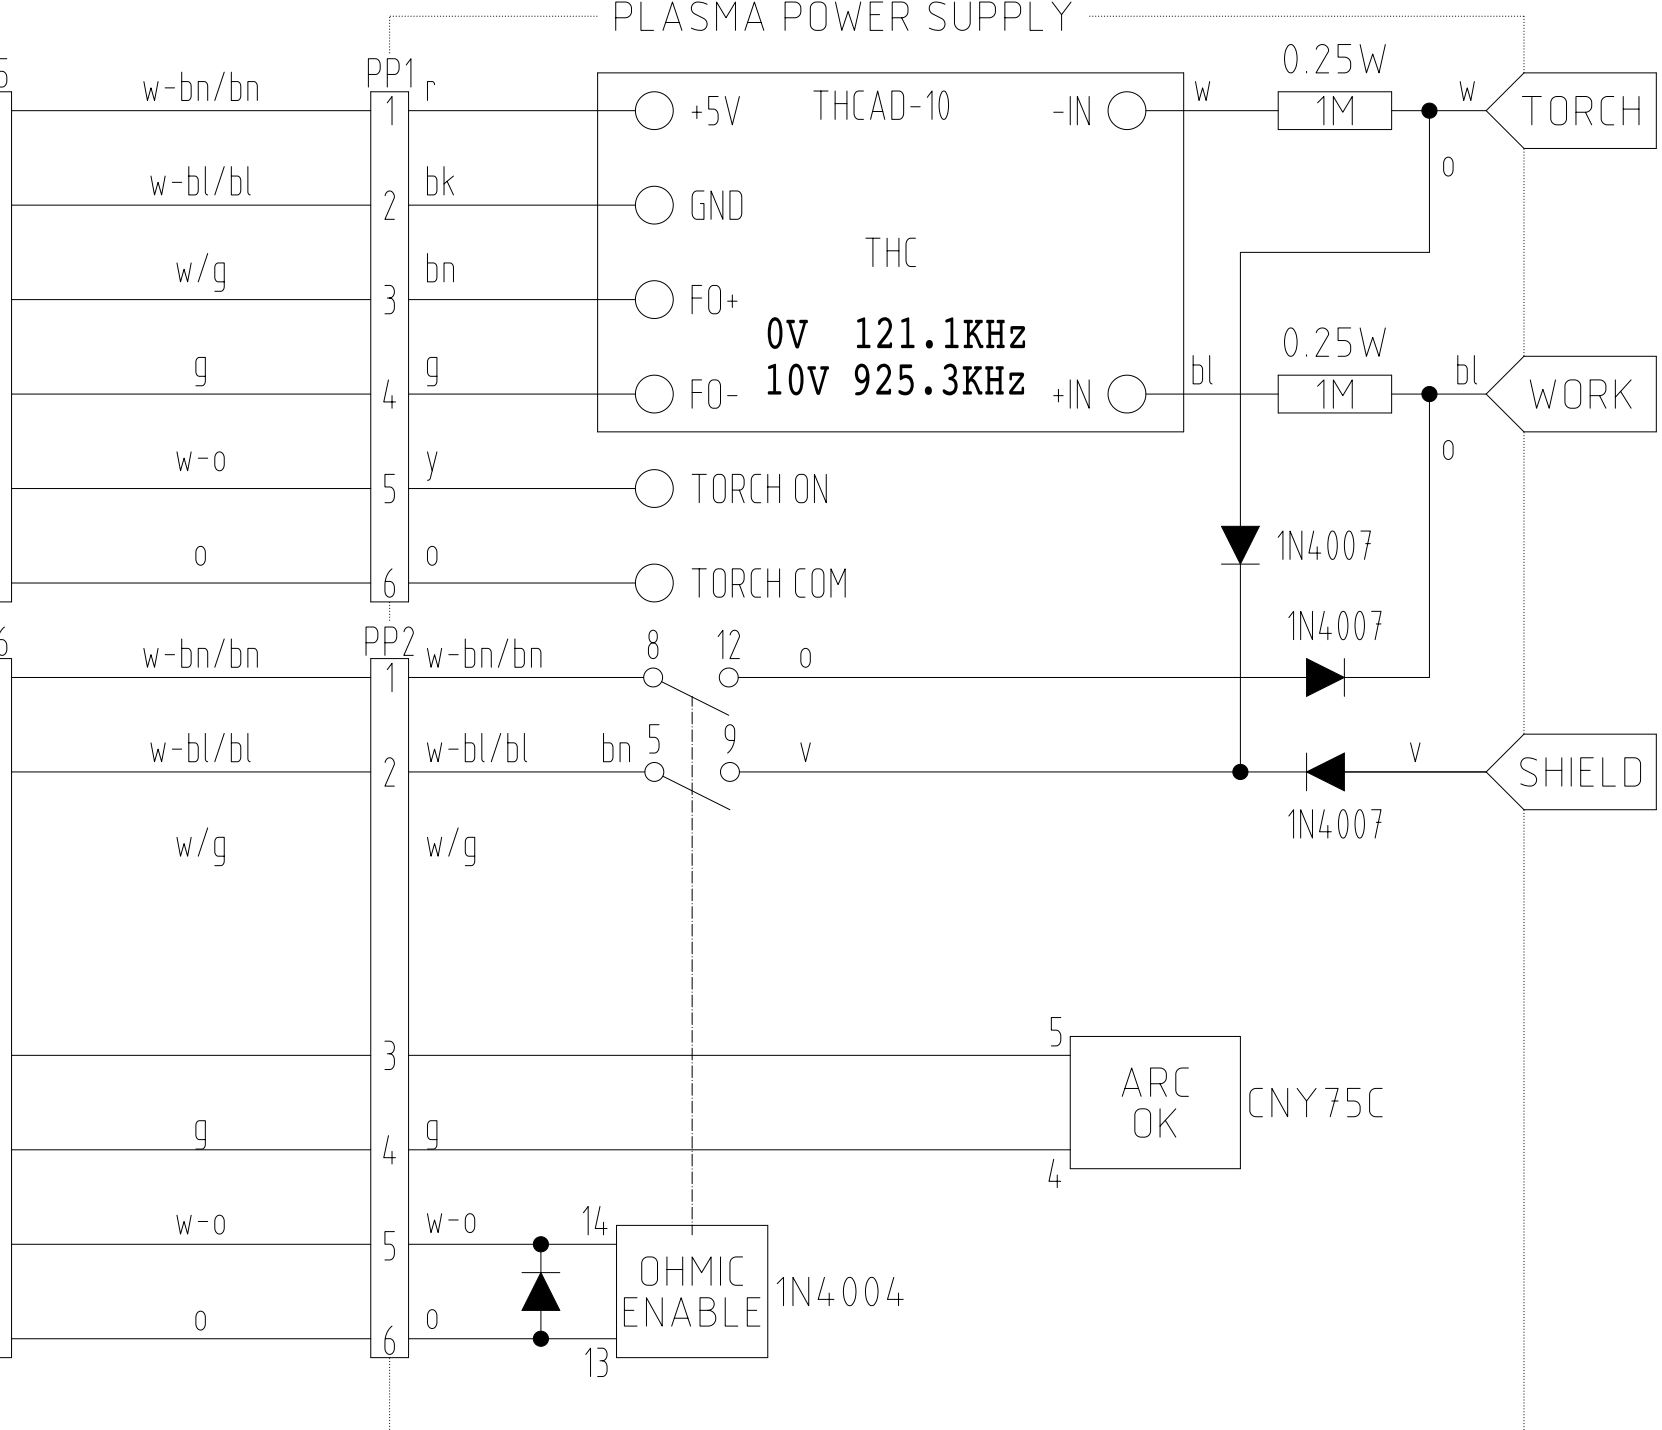 PLASMA POWER SUPPLY
5 w-bn/bn PP1 r THCAD-10 w 0.25W w
1 +5V -IN 1M TORCH
w-bl/bl bk o
2 GND
w/g bn THC
3 FO+
0V 121.1KHz 0.25W
g g 10V 925.3KHz bl bl
4 FO- +IN 1M WORK
w-o y o
5 TORCH ON
o o 1N4007
6 TORCH COM
6 w-bn/bn PP2 w-bn/bn 8 12 o 1N4007
1
w-bl/bl w-bl/bl bn 5 9 v v
2 SHIELD
1N4007
w/g w/g
5
3
ARC
OK CNY75C
g g
4 4
w-o w-o 14
5
OHMIC
ENABLE 1N4004
o o
6
13